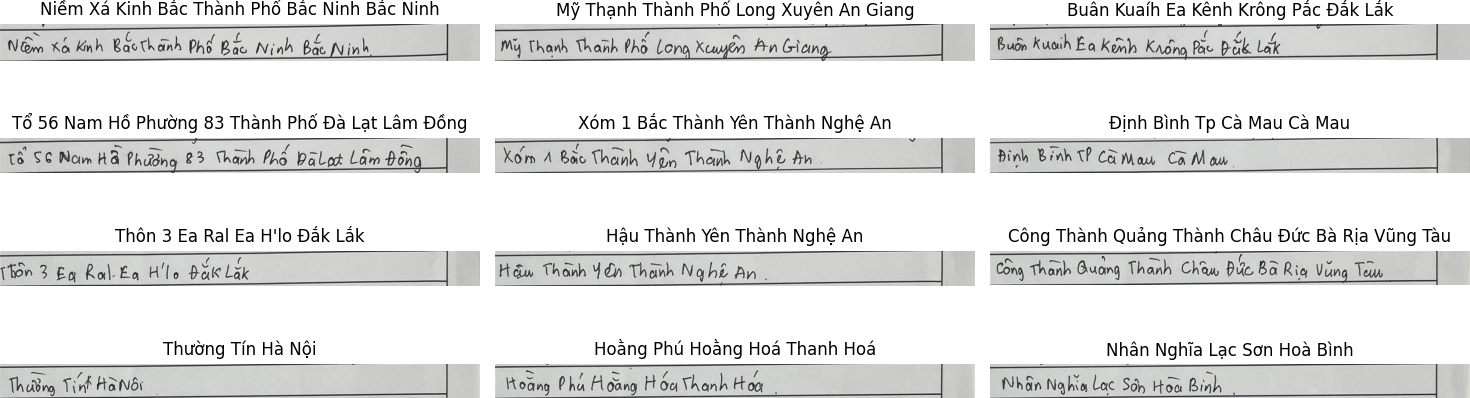 Niềm Xá Kinh Bắc Thành Phố Bắc Ninh Bắc Ninh
Mỹ Thạnh Thành Phố Long Xuyên An Giang
Buân Kuaíh Ea Kênh Krông Pắc Đắk Lắk
Niềm Xá Kinh Bắc Thành Phố Bắc Ninh Bắc Ninh
Mỹ Thạnh Thành Phố Long Xuyên An Giang
Buân Kuaih Ea Kênh Krông Pắc Đắk Lắk
Tổ 56 Nam Hồ Phường 83 Thành Phố Đà Lạt Lâm Đồng
Xóm 1 Bắc Thành Yên Thành Nghệ An
Định Bình Tp Cà Mau Cà Mau
Tổ 56 Nam Hồ Phường 83 Thành Phố Đà Lạt Lâm Đồng
Xóm 1 Bắc Thành Yên Thành Nghệ An
Định Bình TP Cà Mau Cà Mau.
Thôn 3 Ea Ral Ea H'lo Đắk Lắk
Hậu Thành Yên Thành Nghệ An
Công Thành Quảng Thành Châu Đức Bà Rịa Vũng Tàu
Thôn 3 Ea Ral. Ea H'lo Đắk Lắk
Hậu Thành Yên Thành Nghệ An.
Công Thành Quảng Thành Châu Đức Bà Rịa Vũng Tàu
Thường Tín Hà Nội
Hoằng Phú Hoằng Hoá Thanh Hoá
Nhân Nghĩa Lạc Sơn Hoà Bình
Thường Tín Hà Nội
Hoằng Phú Hoằng Hóa Thanh Hóa.
Nhân Nghĩa Lạc Sơn Hòa Bình.